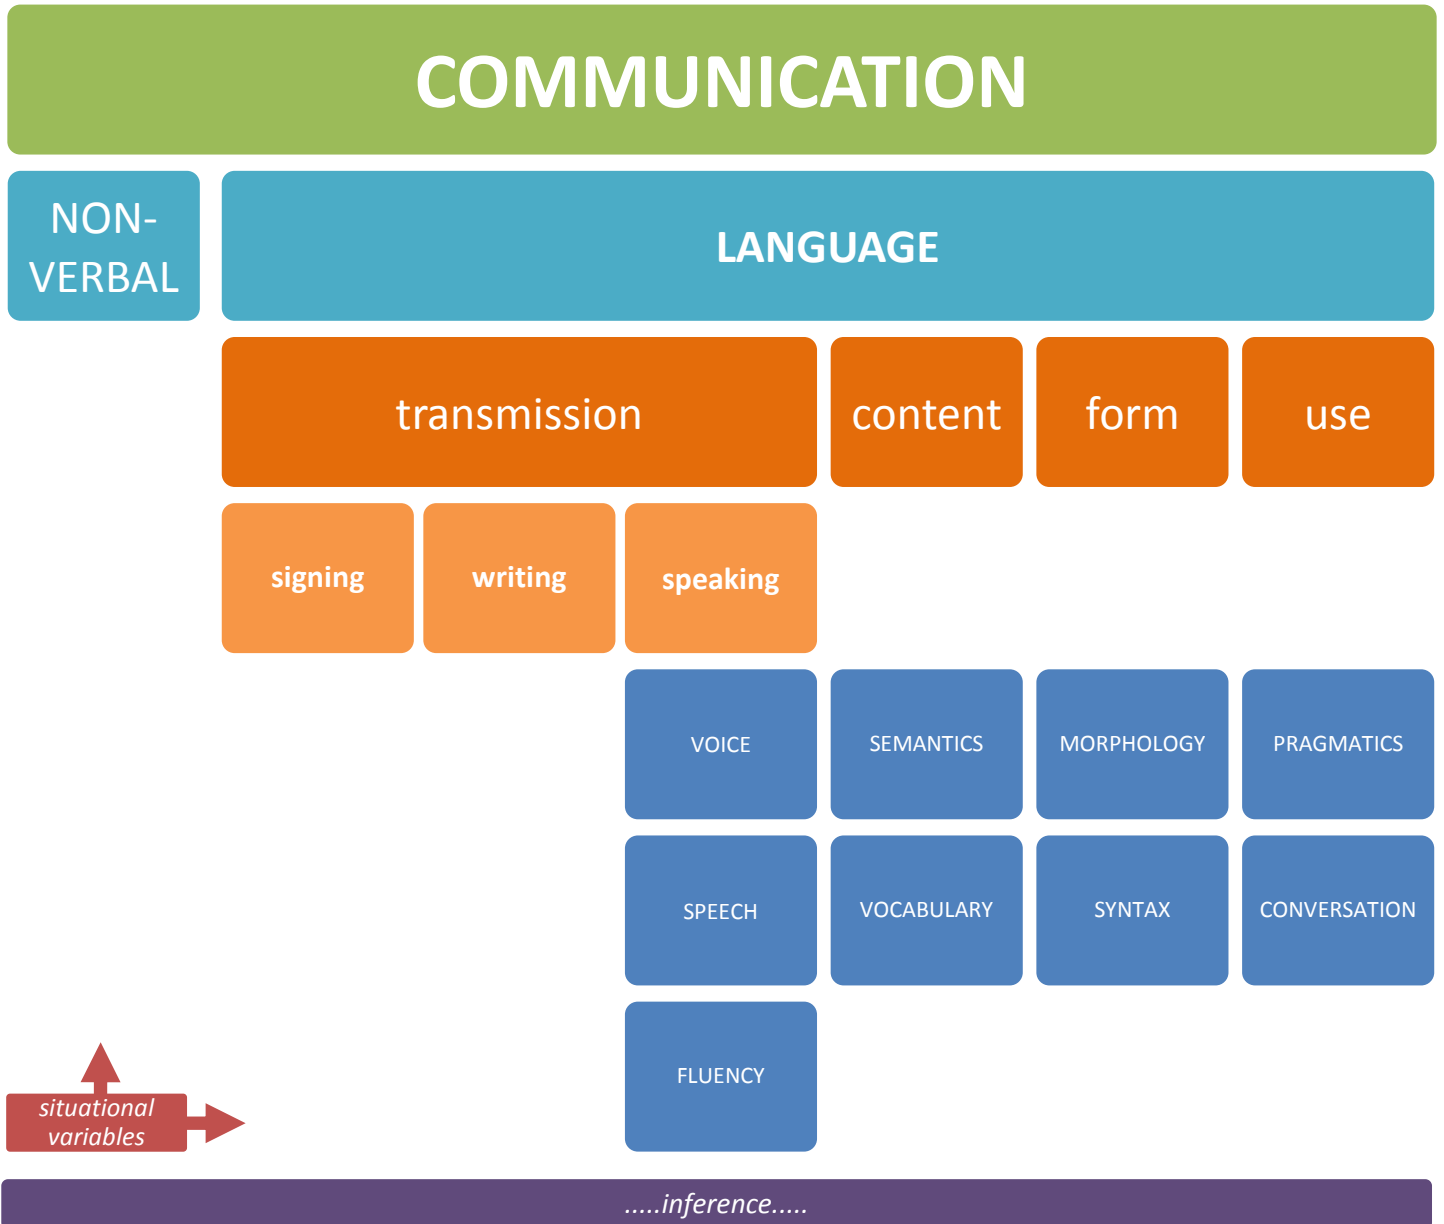 COMMUNICATION
NON-
VERBAL
LANGUAGE
transmission
content
form
use
signing
writing
speaking
VOICE
SEMANTICS
MORPHOLOGY
PRAGMATICS
SPEECH
VOCABULARY
SYNTAX
CONVERSATION
FLUENCY
situational
variables
.....inference.....